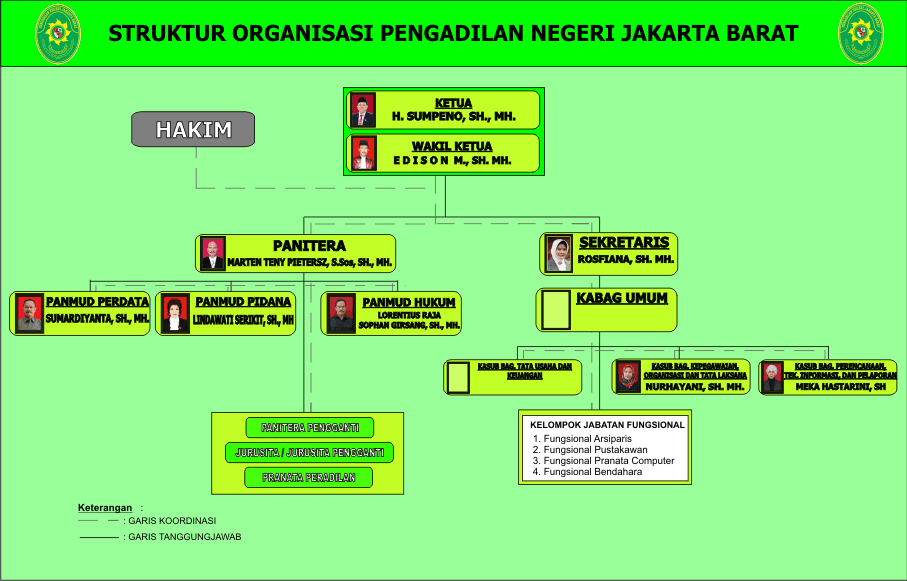 STRUKTUR ORGANISASI PENGADILAN NEGERI JAKARTA BARAT
HAKIM
KETUA
H. SUMPENO, SH., MH.
WAKIL KETUA
E D I S O N M., SH. MH.
PANITERA
MARTEN TENY PIETERSZ, S.Sos, SH., MH.
SEKRETARIS
ROSFIANA, SH. MH.
PANMUD PERDATA
SUMARDIYANTA, SH., MH.
PANMUD PIDANA
LINDAWATI SERIKIT, SH., MH
PANMUD HUKUM
LORENTIUS RAJA
SOPHAN GIRSANG, SH., MH.
KABAG UMUM
KASUB BAG. TATA USAHA DAN
KEUANGAN
KASUB BAG. KEPEGAWAIAN,
ORGANISASI DAN TATA LAKSANA
NURHAYANI, SH. MH.
KASUB BAG. PERENCANAAN,
TEK. INFORMASI, DAN PELAPORAN
MEKA HASTARINI, SH
PANITERA PENGGANTI
JURUSITA / JURUSITA PENGGANTI
PRANATA PERADILAN
KELOMPOK JABATAN FUNGSIONAL
1. Fungsional Arsiparis
2. Fungsional Pustakawan
3. Fungsional Pranata Computer
4. Fungsional Bendahara
Keterangan :
: GARIS KOORDINASI
: GARIS TANGGUNGJAWAB